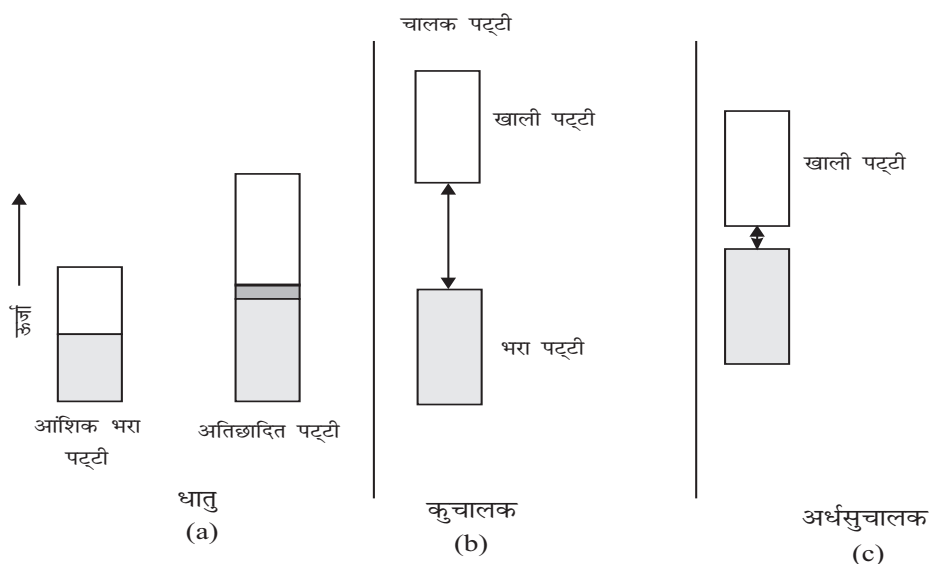 चालक पट्टी
खाली पट्टी
खाली पट्टी
ऊर्जा
भरा पट्टी
आंशिक भरा
पट्टी
अतिछादित पट्टी
धातु
(a)
कुचालक
(b)
अर्धसुचालक
(c)